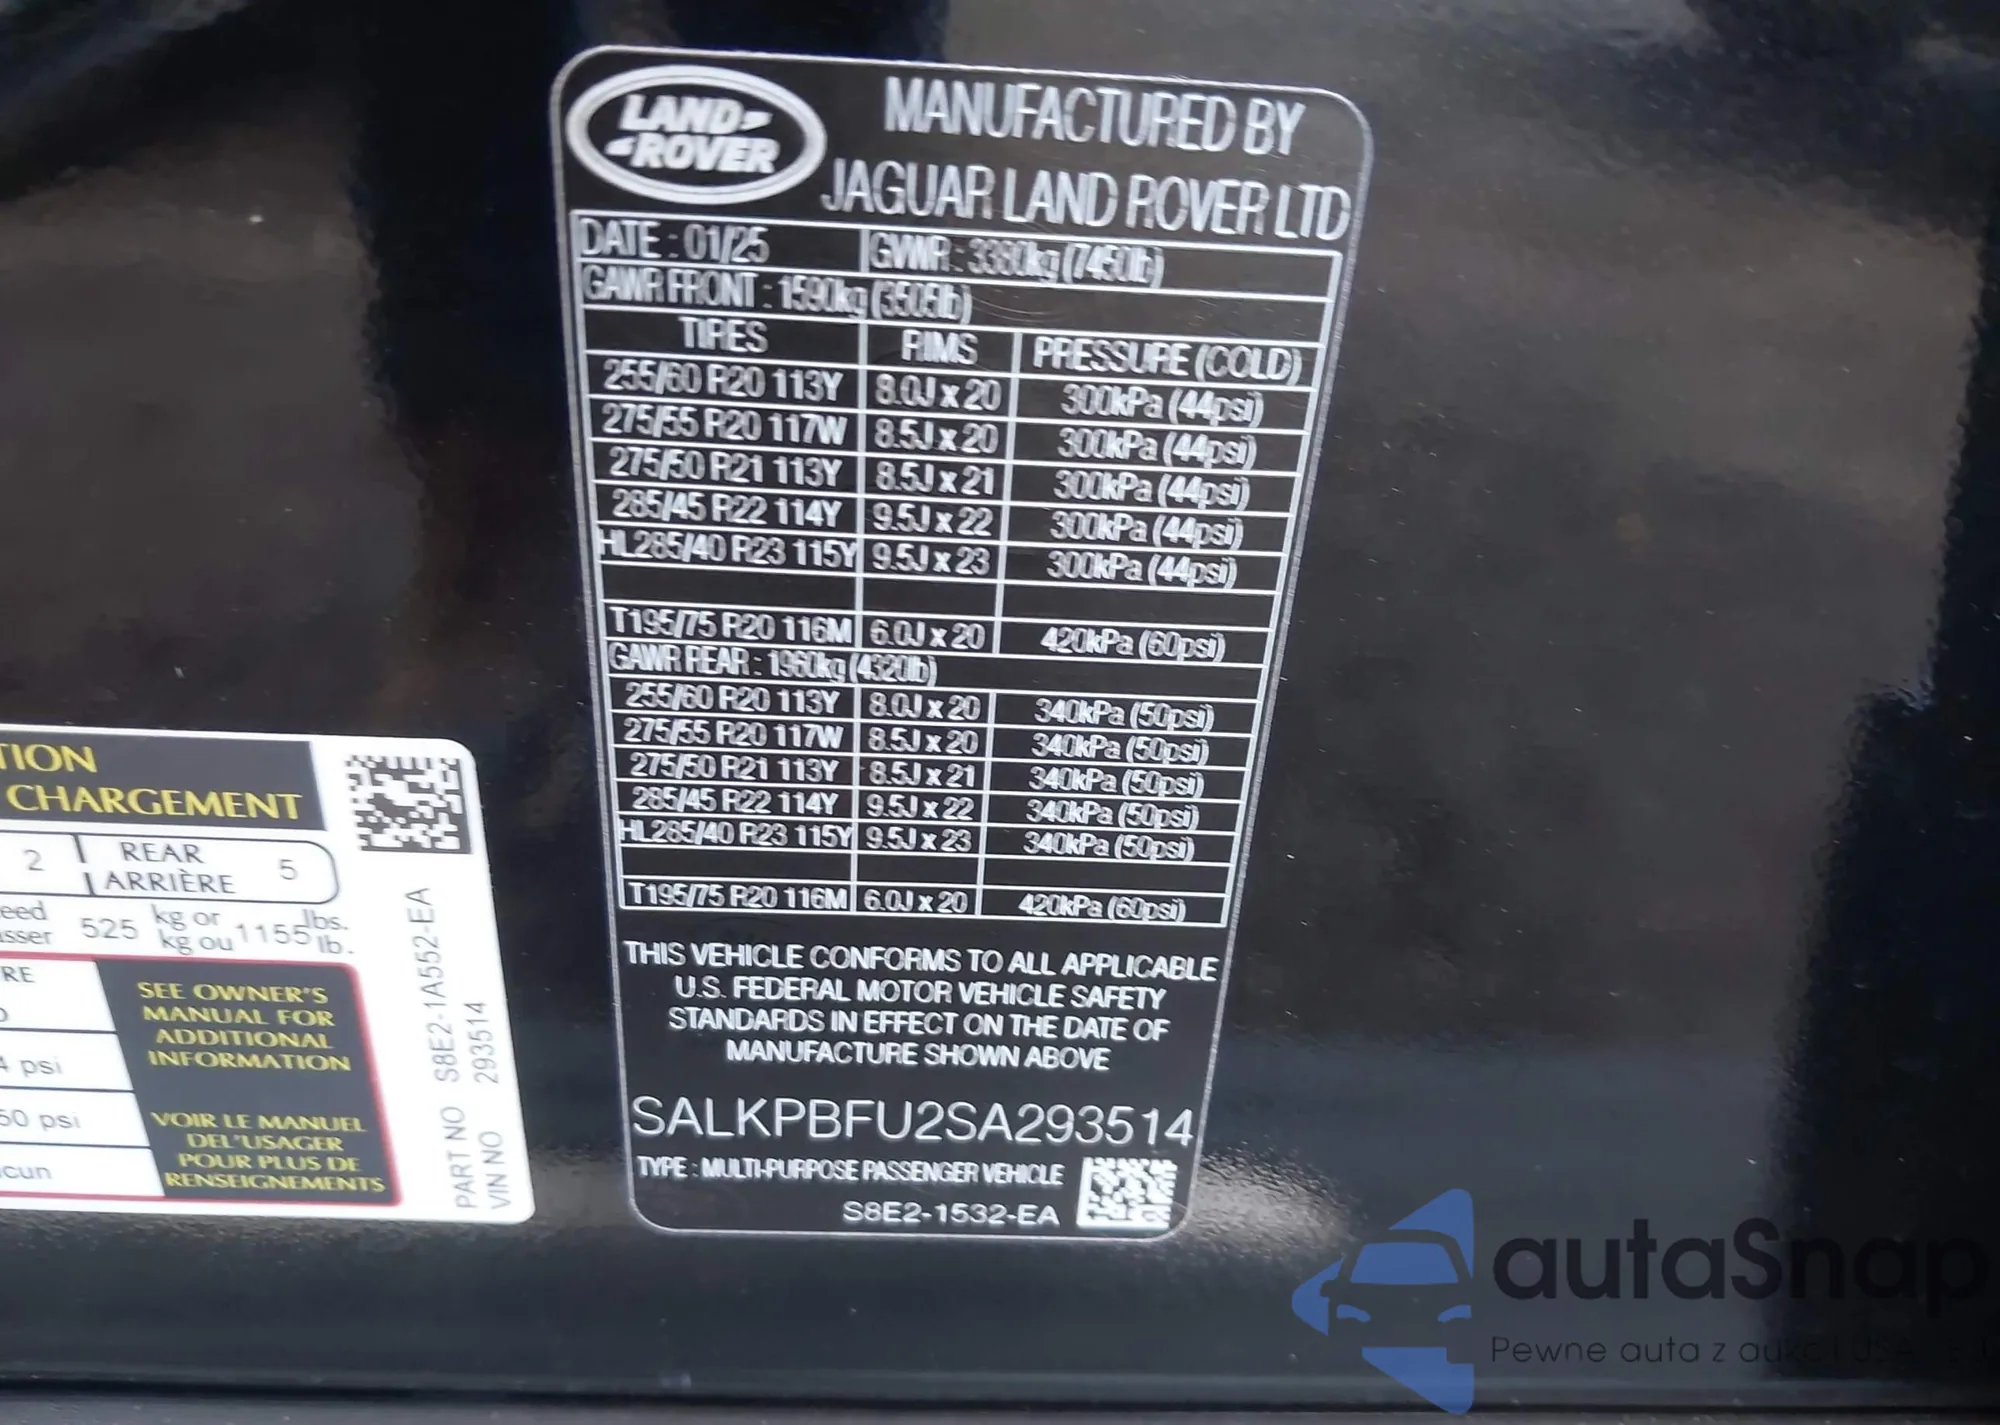 LAND
ROVER
MANUFACTURED BY
JAGUAR LAND ROVER LTD
DATE : 01/25 GVWR : 3380kg (7450lb)
GAWR FRONT : 1590kg (3505lb)
TIRES RIMS PRESSURE (COLD)
255/60 R20 113Y 8.0J x 20 300kPa (44psi)
275/55 R20 117W 8.5J x 20 300kPa (44psi)
275/50 R21 113Y 8.5J x 21 300kPa (44psi)
285/45 R22 114Y 9.5J x 22 300kPa (44psi)
HL285/40 R23 115Y 9.5J x 23 300kPa (44psi)
T195/75 R20 116M 6.0J x 20 420kPa (60psi)
GAWR REAR : 1960kg (4320lb)
255/60 R20 113Y 8.0J x 20 340kPa (50psi)
275/55 R20 117W 8.5J x 20 340kPa (50psi)
275/50 R21 113Y 8.5J x 21 340kPa (50psi)
285/45 R22 114Y 9.5J x 22 340kPa (50psi)
HL285/40 R23 115Y 9.5J x 23 340kPa (50psi)
T195/75 R20 116M 6.0J x 20 420kPa (60psi)
THIS VEHICLE CONFORMS TO ALL APPLICABLE
U.S. FEDERAL MOTOR VEHICLE SAFETY
STANDARDS IN EFFECT ON THE DATE OF
MANUFACTURE SHOWN ABOVE
SALKPBFU2SA293514
TYPE : MULTI-PURPOSE PASSENGER VEHICLE
S8E2-1532-EA
TION
CHARGEMENT
2 REAR 5
ARRIÈRE
eed 525 kg or 1155 lbs.
sser kg ou lb.
RE
4 psi
50 psi
cun
SEE OWNER'S
MANUAL FOR
ADDITIONAL
INFORMATION
VOIR LE MANUEL
DEL'USAGER
POUR PLUS DE
RENSEIGNEMENTS
PART NO S8E2-1A552-EA
VIN NO 293514
autaSnap
Pewne auta z